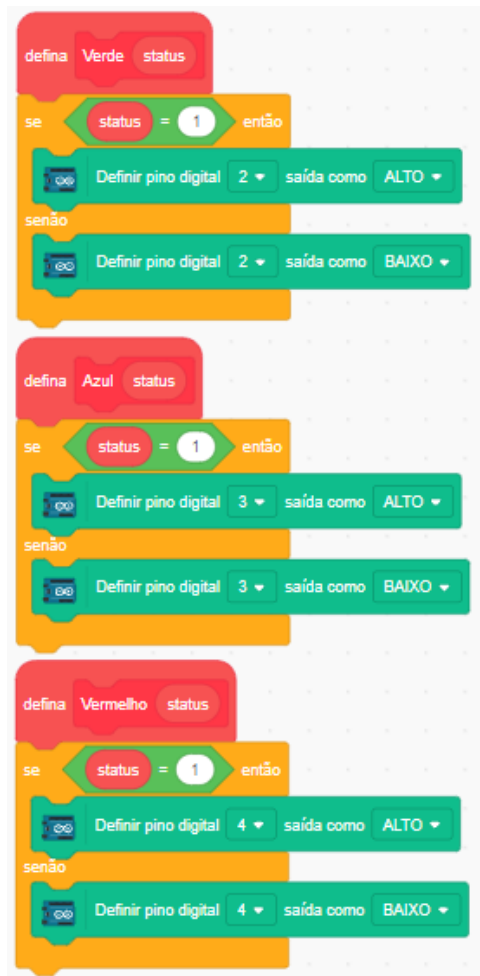 defina Verde status
se status = 1 então
Definir pino digital 2 saída como ALTO
senão
Definir pino digital 2 saída como BAIXO
defina Azul status
se status = 1 então
Definir pino digital 3 saída como ALTO
senão
Definir pino digital 3 saída como BAIXO
defina Vermelho status
se status = 1 então
Definir pino digital 4 saída como ALTO
senão
Definir pino digital 4 saída como BAIXO